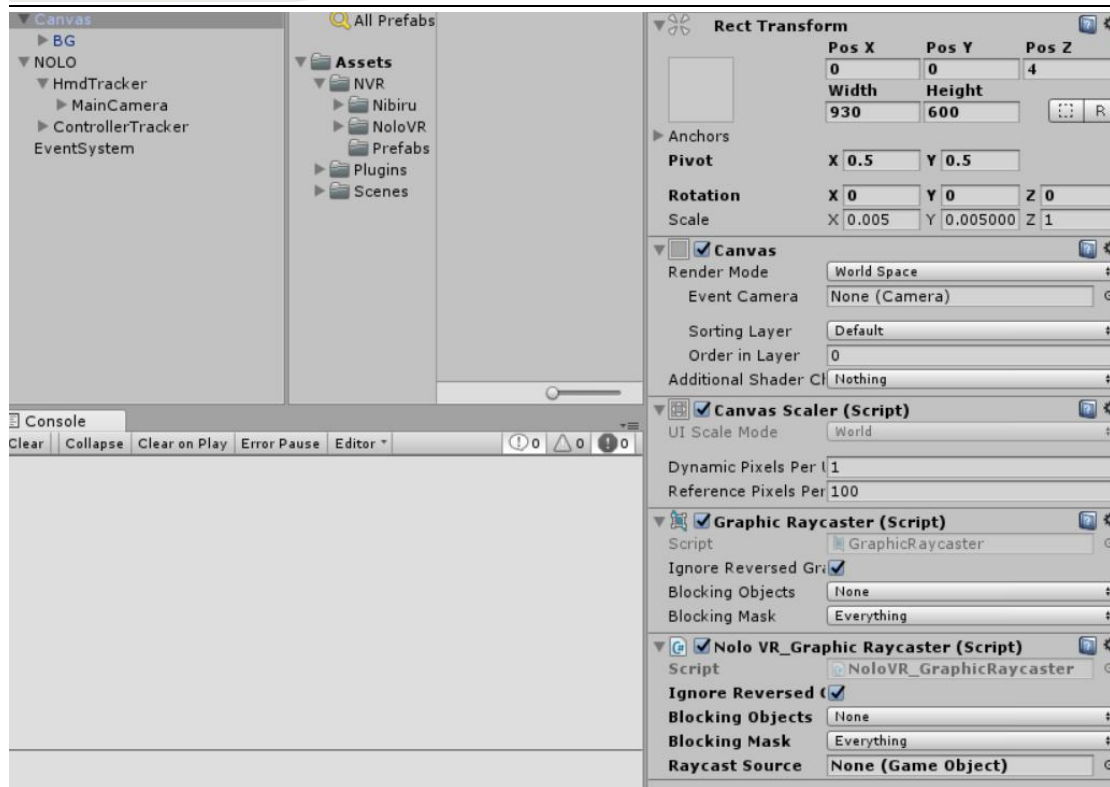 Canvas
BG
NOLO
HmdTracker
MainCamera
ControllerTracker
EventSystem
All Prefabs
Assets
NVR
Nibiru
NoloVR
Prefabs
Plugins
Scenes
Console
Clear Collapse Clear on Play Error Pause Editor 0 0 0
Rect Transform
Pos X Pos Y Pos Z
0 0 4
Width Height
930 600 R
Anchors
Pivot X 0.5 Y 0.5
Rotation X 0 Y 0 Z 0
Scale X 0.005 Y 0.005000 Z 1
Canvas
Render Mode World Space
Event Camera None (Camera)
Sorting Layer Default
Order in Layer 0
Additional Shader Ch Nothing
Canvas Scaler (Script)
UI Scale Mode World
Dynamic Pixels Per U 1
Reference Pixels Per 100
Graphic Raycaster (Script)
Script GraphicRaycaster
Ignore Reversed Gra
Blocking Objects None
Blocking Mask Everything
Nolo VR_Graphic Raycaster (Script)
Script NoloVR_GraphicRaycaster
Ignore Reversed G
Blocking Objects None
Blocking Mask Everything
Raycast Source None (Game Object)